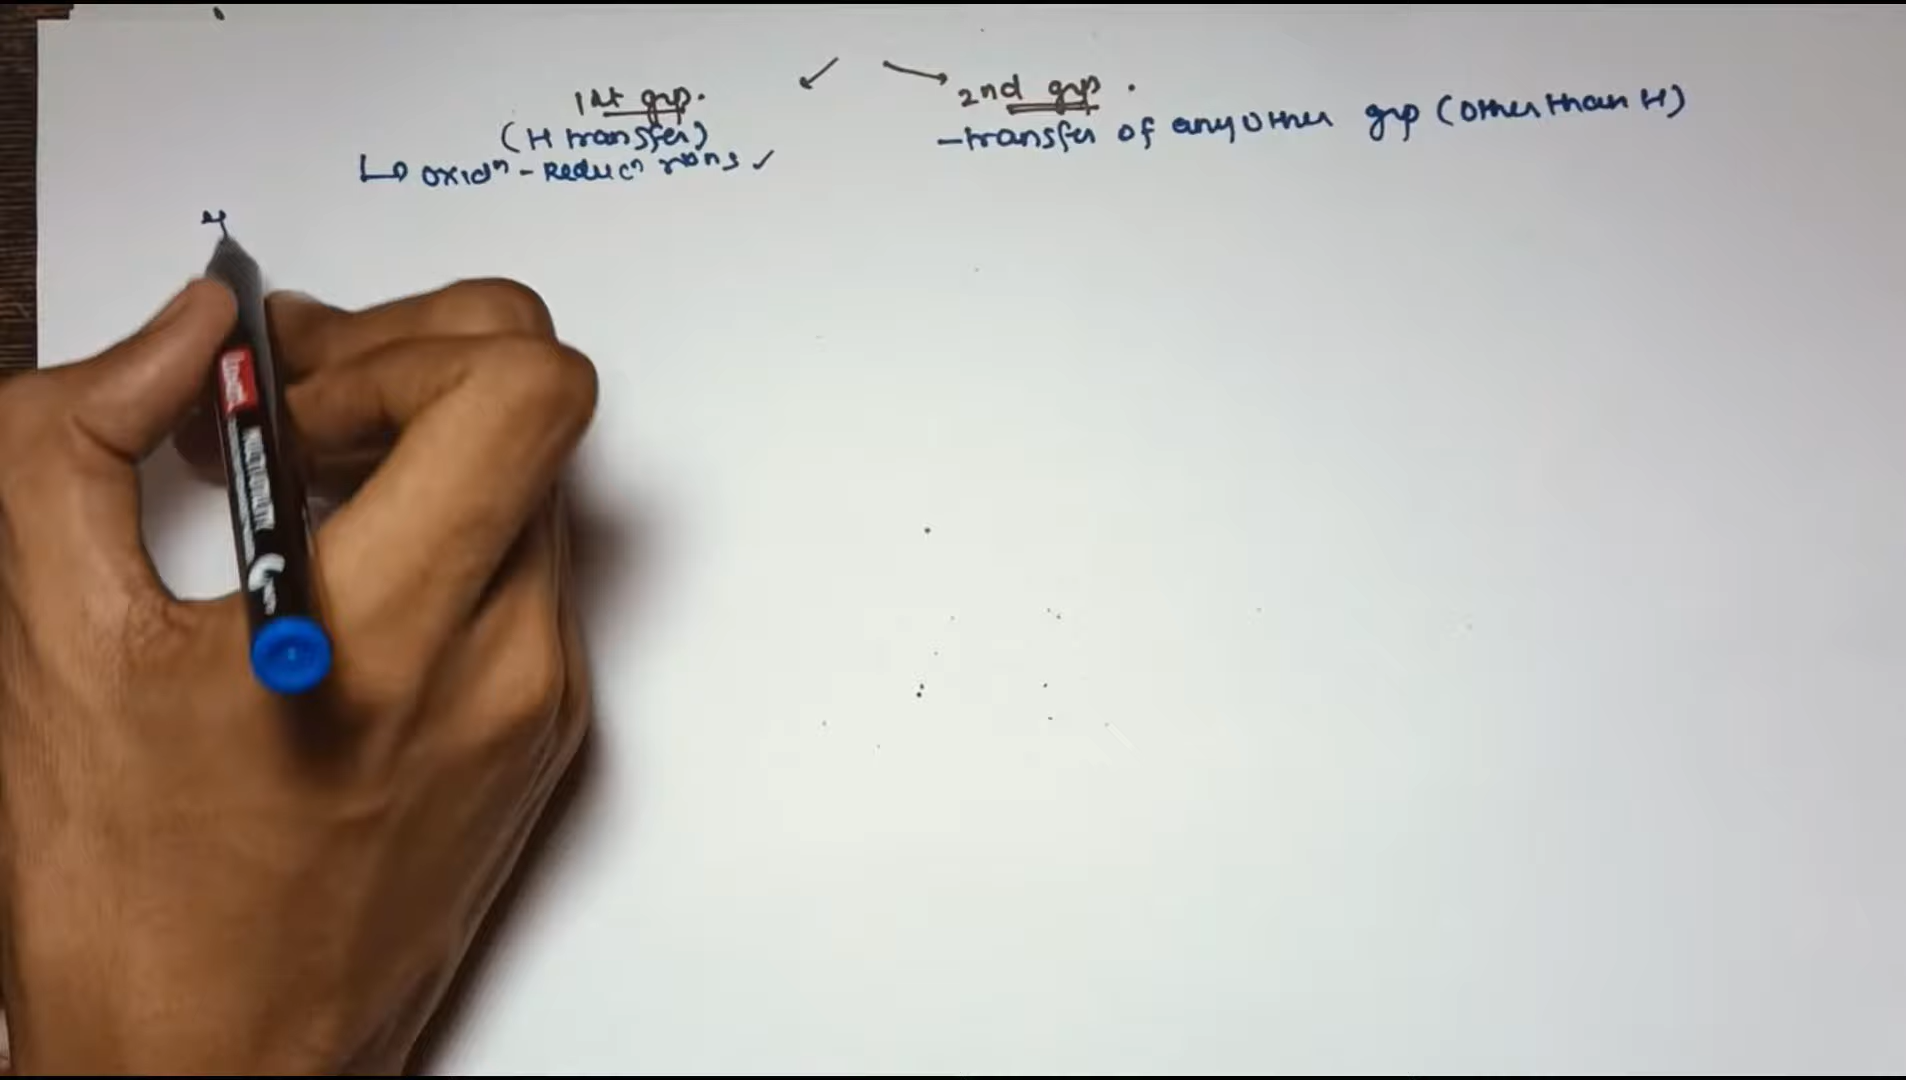 1st grp.
(H transfer)
↳ oxidⁿ - Reducⁿ rxns ✓
2nd grp.
- transfer of any other grp (other than H)